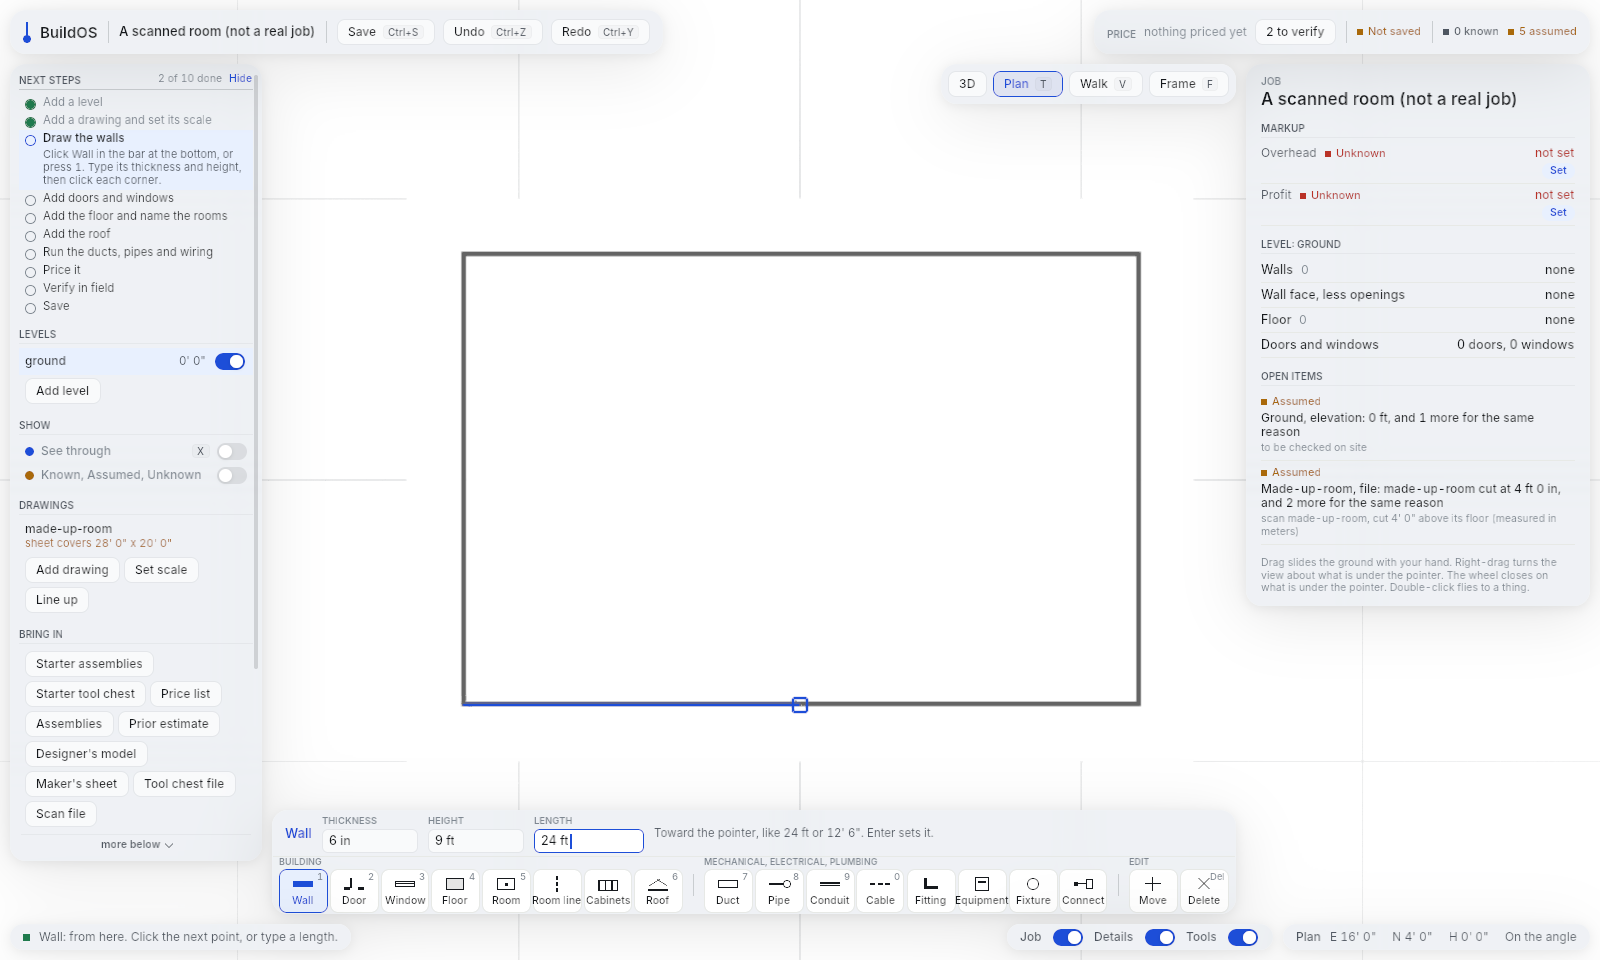 BuildOS
A scanned room (not a real job)
Save Ctrl+S
Undo Ctrl+Z
Redo Ctrl+Y
PRICE nothing priced yet
2 to verify
Not saved
0 known
5 assumed
NEXT STEPS
2 of 10 done Hide
Add a level
Add a drawing and set its scale
Draw the walls
Click Wall in the bar at the bottom, or
press 1. Type its thickness and height,
then click each corner.
Add doors and windows
Add the floor and name the rooms
Add the roof
Run the ducts, pipes and wiring
Price it
Verify in field
Save
LEVELS
ground 0' 0"
Add level
SHOW
See through X
Known, Assumed, Unknown
DRAWINGS
made-up-room
sheet covers 28' 0" x 20' 0"
Add drawing Set scale
Line up
BRING IN
Starter assemblies
Starter tool chest Price list
Assemblies Prior estimate
Designer's model
Maker's sheet Tool chest file
Scan file
more below
3D
Plan T
Walk V
Frame F
JOB
A scanned room (not a real job)
MARKUP
Overhead Unknown not set
Set
Profit Unknown not set
Set
LEVEL: GROUND
Walls 0 none
Wall face, less openings none
Floor 0 none
Doors and windows 0 doors, 0 windows
OPEN ITEMS
Assumed
Ground, elevation: 0 ft, and 1 more for the same
reason
to be checked on site
Assumed
Made-up-room, file: made-up-room cut at 4 ft 0 in,
and 2 more for the same reason
scan made-up-room, cut 4' 0" above its floor (measured in
meters)
Drag slides the ground with your hand. Right-drag turns the
view about what is under the pointer. The wheel closes on
what is under the pointer. Double-click flies to a thing.
Wall
THICKNESS
6 in
HEIGHT
9 ft
LENGTH
24 ft
Toward the pointer, like 24 ft or 12' 6". Enter sets it.
BUILDING
1 Wall
2 Door
3 Window
4 Floor
5 Room
Room line
Cabinets
6 Roof
MECHANICAL, ELECTRICAL, PLUMBING
7 Duct
8 Pipe
9 Conduit
0 Cable
Fitting
Equipment
Fixture
Connect
EDIT
Move
Del Delete
Wall: from here. Click the next point, or type a length.
Job
Details
Tools
Plan E 16' 0" N 4' 0" H 0' 0" On the angle